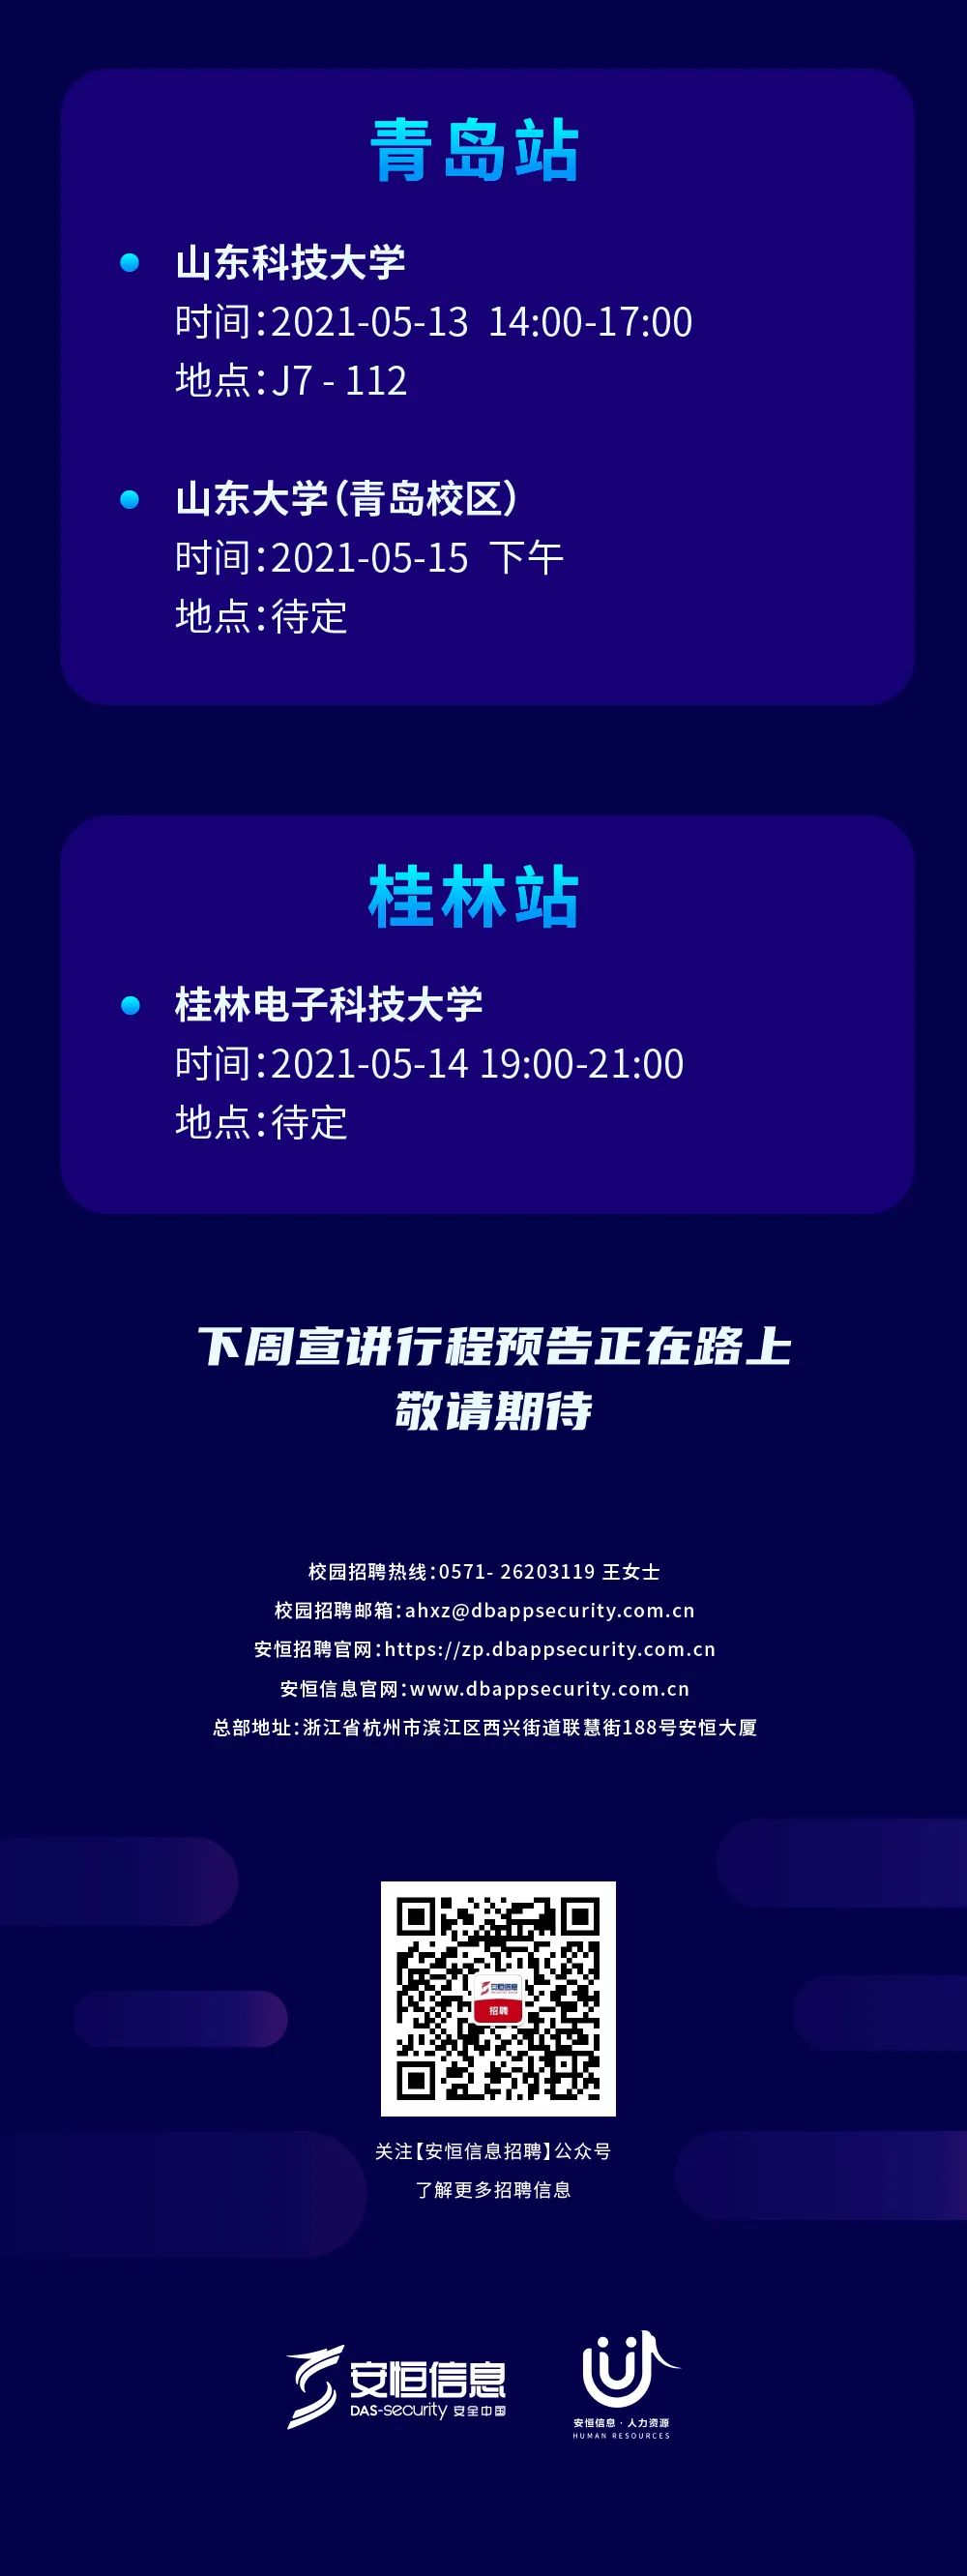 青岛站
山东科技大学
时间：2021-05-13 14:00-17:00
地点：J7 - 112
山东大学（青岛校区）
时间：2021-05-15 下午
地点：待定
桂林站
桂林电子科技大学
时间：2021-05-14 19:00-21:00
地点：待定
下周宣讲行程预告正在路上
敬请期待
校园招聘热线：0571- 26203119 王女士
校园招聘邮箱：ahxz@dbappsecurity.com.cn
安恒招聘官网：https://zp.dbappsecurity.com.cn
安恒信息官网：www.dbappsecurity.com.cn
总部地址：浙江省杭州市滨江区西兴街道联慧街188号安恒大厦
安恒信息
招聘
关注【安恒信息招聘】公众号
了解更多招聘信息
安恒信息
DAS-security 安全中国
安恒信息·人力资源
HUMAN RESOURCES